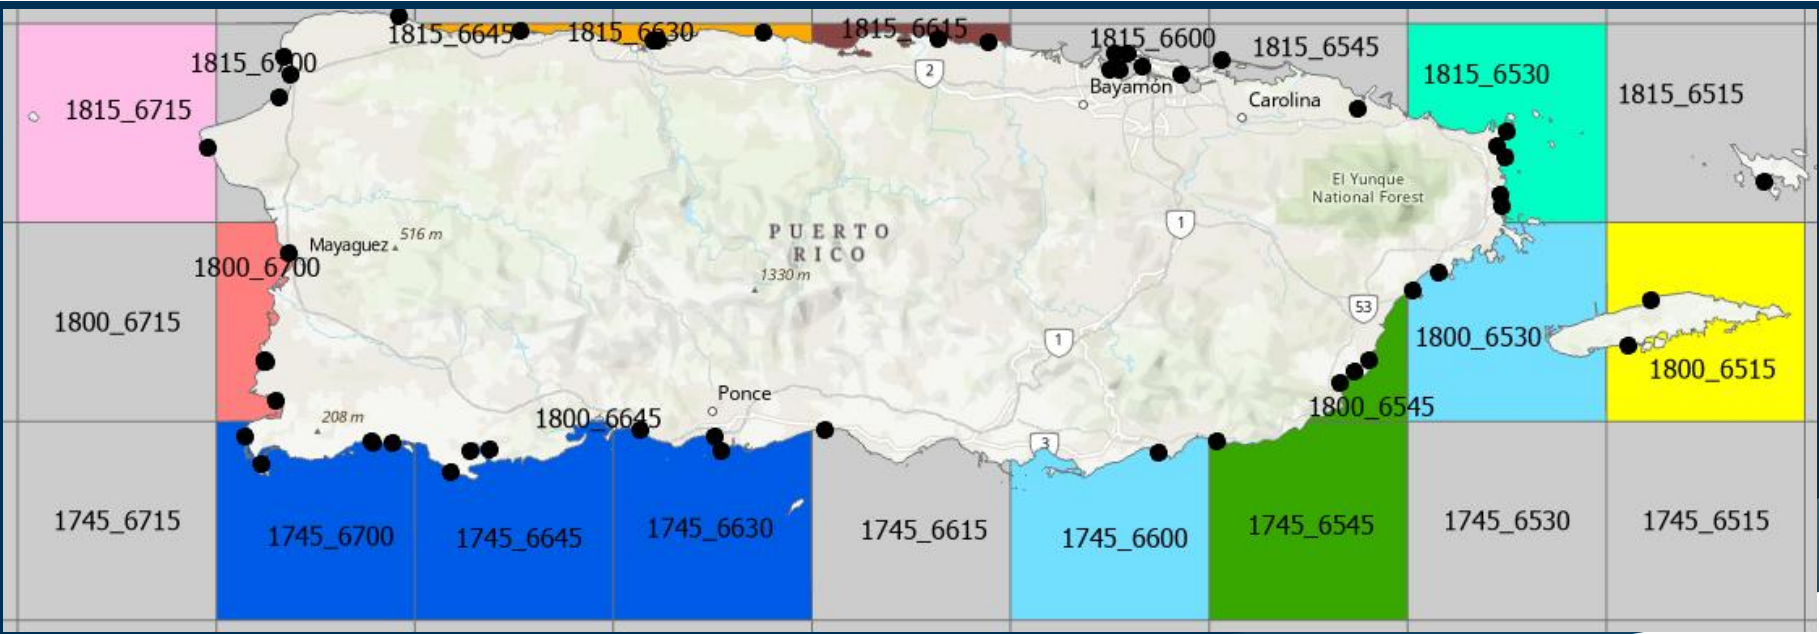 1815_6645
1815_6630
1815_6615
1815_6600
1815_6545
1815_6700
2
1815_6530
Bayamon
Carolina
1815_6515
1815_6715
El Yunque
National Forest
1
516 m
Mayaguez
PUERTO
RICO
1800_6700
1330 m
53
1800_6715
1
1800_6530
1800_6515
Ponce
208 m
1800_6645
1800_6545
3
1745_6715
1745_6700
1745_6645
1745_6630
1745_6615
1745_6600
1745_6545
1745_6530
1745_6515